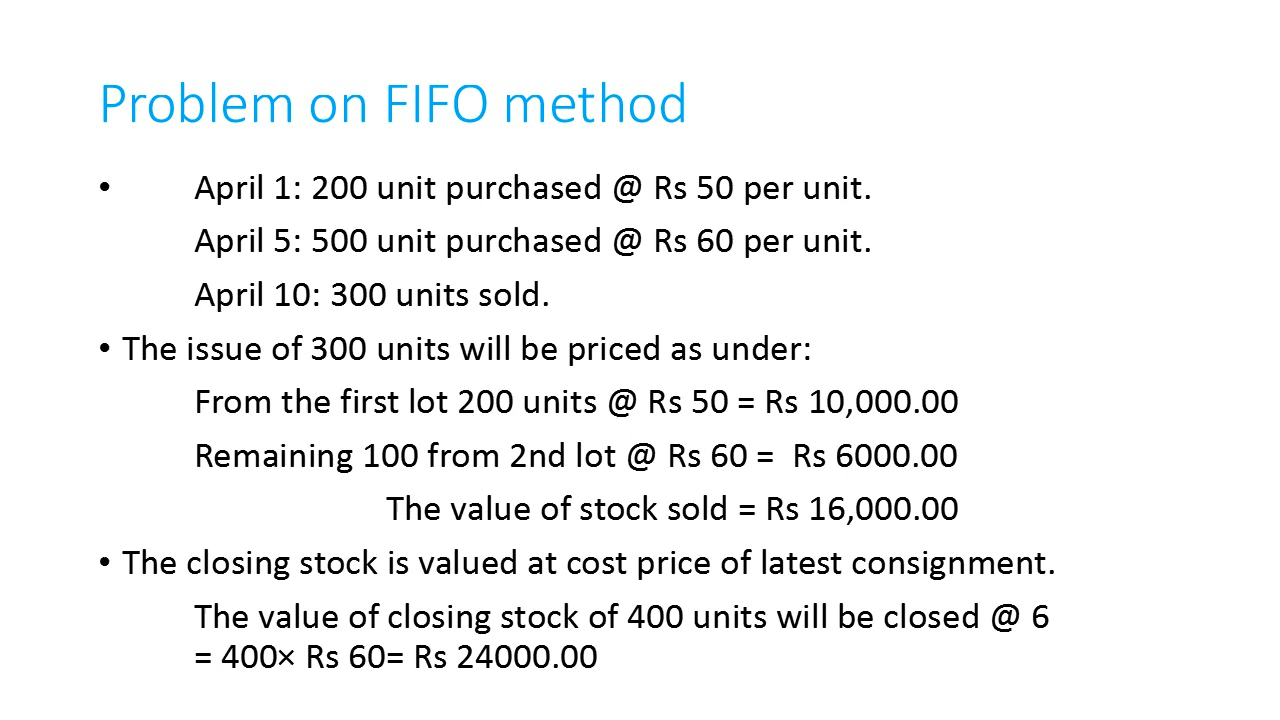 Problem on FIFO method
• April 1: 200 unit purchased @ Rs 50 per unit.
April 5: 500 unit purchased @ Rs 60 per unit.
April 10: 300 units sold.
• The issue of 300 units will be priced as under:
From the first lot 200 units @ Rs 50 = Rs 10,000.00
Remaining 100 from 2nd lot @ Rs 60 = Rs 6000.00
The value of stock sold = Rs 16,000.00
• The closing stock is valued at cost price of latest consignment.
The value of closing stock of 400 units will be closed @ 6
= 400× Rs 60= Rs 24000.00